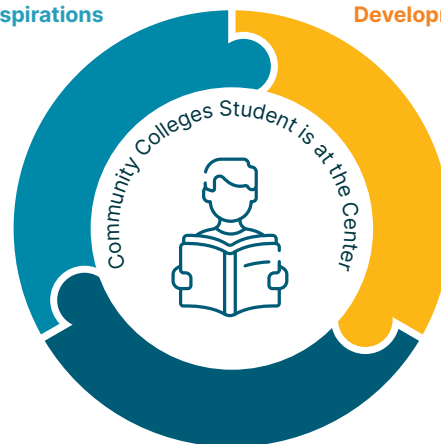 spirations
Developm
Community Colleges Student is at the Center